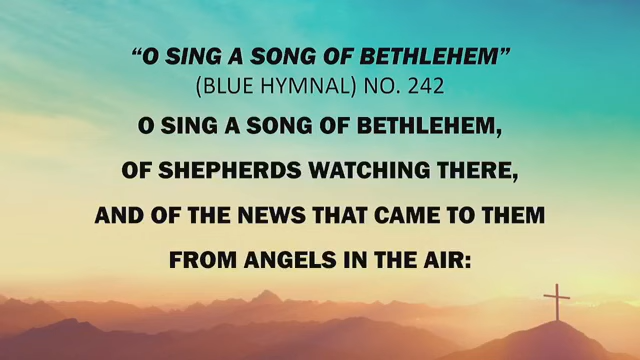 “O SING A SONG OF BETHLEHEM”
(BLUE HYMNAL) NO. 242
O SING A SONG OF BETHLEHEM,
OF SHEPHERDS WATCHING THERE,
AND OF THE NEWS THAT CAME TO THEM
FROM ANGELS IN THE AIR: